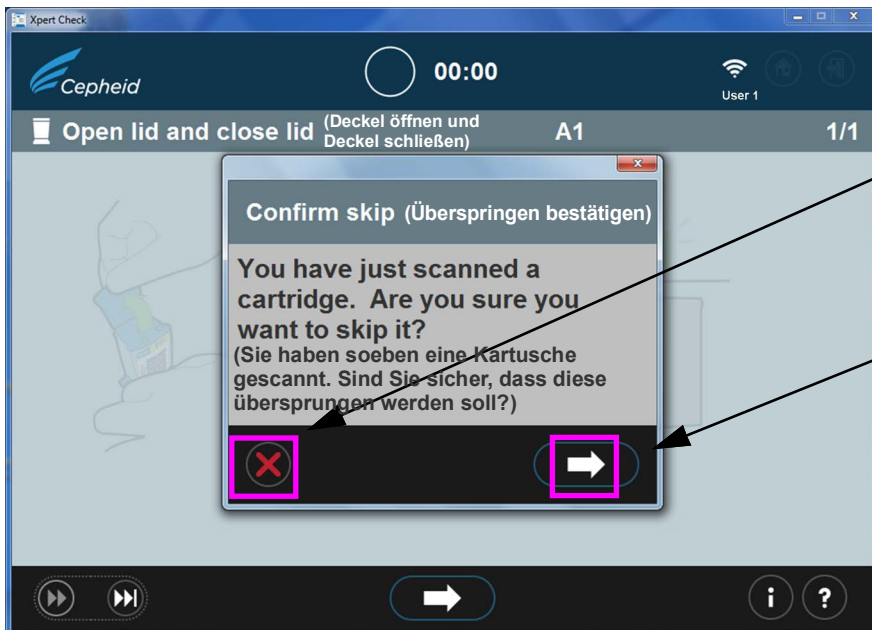 Xpert Check
Cepheid
00:00
User 1
Open lid and close lid (Deckel öffnen und
Deckel schließen)
A1
1/1
Confirm skip (Überspringen bestätigen)
You have just scanned a
cartridge. Are you sure you
want to skip it?
(Sie haben soeben eine Kartusche
gescannt. Sind Sie sicher, dass diese
übersprungen werden soll?)
i
?